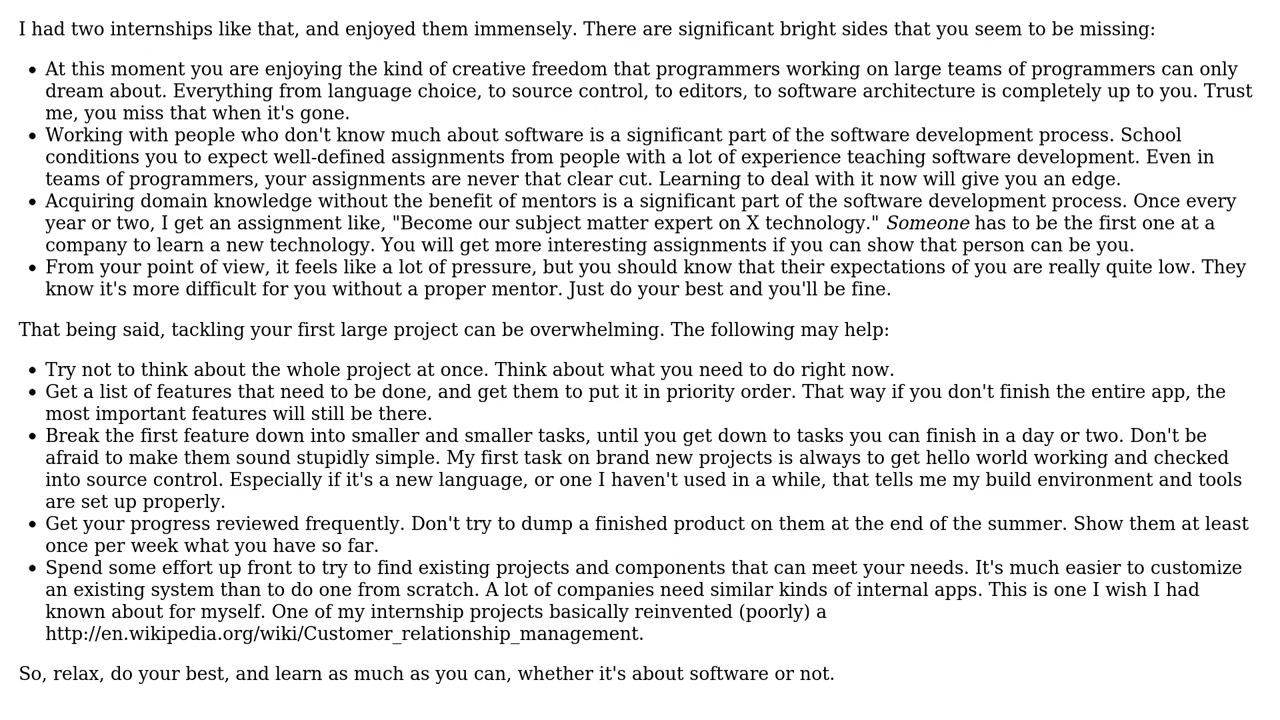 I had two internships like that, and enjoyed them immensely. There are significant bright sides that you seem to be missing:
• At this moment you are enjoying the kind of creative freedom that programmers working on large teams of programmers can only
dream about. Everything from language choice, to source control, to editors, to software architecture is completely up to you. Trust
me, you miss that when it's gone.
• Working with people who don't know much about software is a significant part of the software development process. School
conditions you to expect well-defined assignments from people with a lot of experience teaching software development. Even in
teams of programmers, your assignments are never that clear cut. Learning to deal with it now will give you an edge.
• Acquiring domain knowledge without the benefit of mentors is a significant part of the software development process. Once every
year or two, I get an assignment like, "Become our subject matter expert on X technology." Someone has to be the first one at a
company to learn a new technology. You will get more interesting assignments if you can show that person can be you.
• From your point of view, it feels like a lot of pressure, but you should know that their expectations of you are really quite low. They
know it's more difficult for you without a proper mentor. Just do your best and you'll be fine.
That being said, tackling your first large project can be overwhelming. The following may help:
• Try not to think about the whole project at once. Think about what you need to do right now.
• Get a list of features that need to be done, and get them to put it in priority order. That way if you don't finish the entire app, the
most important features will still be there.
• Break the first feature down into smaller and smaller tasks, until you get down to tasks you can finish in a day or two. Don't be
afraid to make them sound stupidly simple. My first task on brand new projects is always to get hello world working and checked
into source control. Especially if it's a new language, or one I haven't used in a while, that tells me my build environment and tools
are set up properly.
• Get your progress reviewed frequently. Don't try to dump a finished product on them at the end of the summer. Show them at least
once per week what you have so far.
• Spend some effort up front to try to find existing projects and components that can meet your needs. It's much easier to customize
an existing system than to do one from scratch. A lot of companies need similar kinds of internal apps. This is one I wish I had
known about for myself. One of my internship projects basically reinvented (poorly) a
http://en.wikipedia.org/wiki/Customer_relationship_management.
So, relax, do your best, and learn as much as you can, whether it's about software or not.